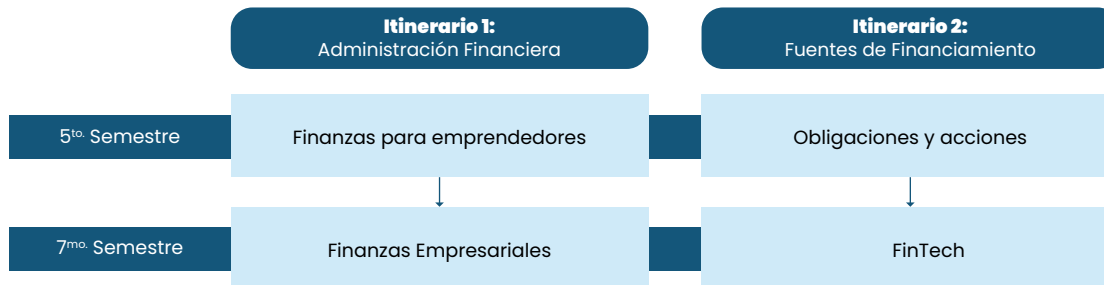 Itinerario 1:
Administración Financiera
Itinerario 2:
Fuentes de Financiamiento
5to. Semestre
Finanzas para emprendedores
Obligaciones y acciones
7mo. Semestre
Finanzas Empresariales
FinTech